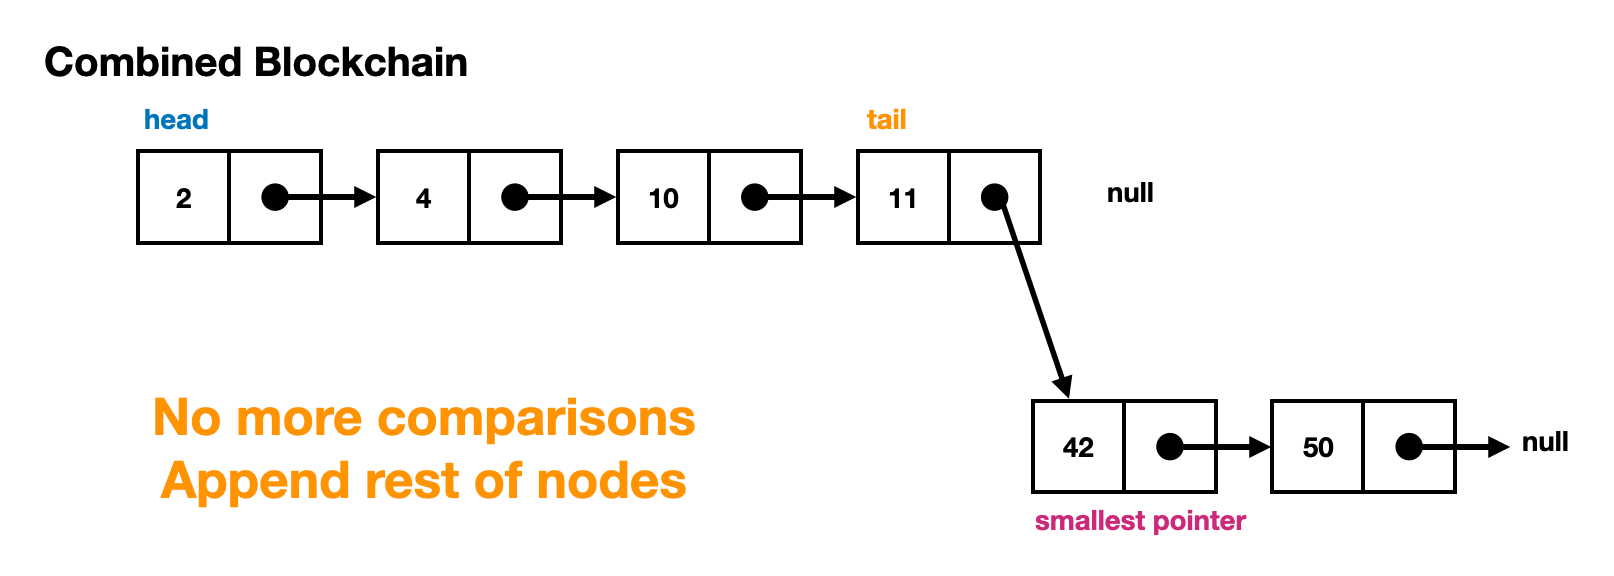 Combined Blockchain
head
tail
2
4
10
11
null
No more comparisons
Append rest of nodes
42
50
null
smallest pointer